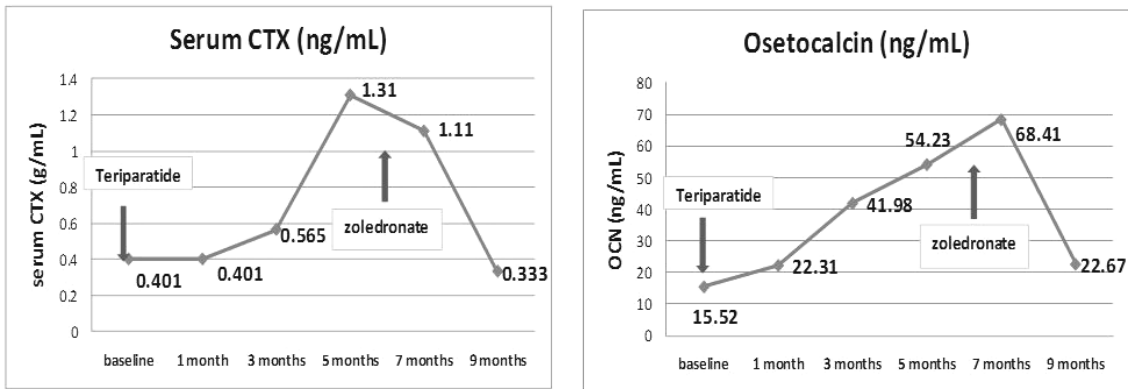 Serum CTX (ng/mL)
serum CTX (g/mL)
1.4
1.2
1
0.8
0.6
0.4
0.2
0
Teriparatide
zoledronate
0.401
0.401
0.565
1.31
1.11
0.333
baseline 1 month 3 months 5 months 7 months 9 months
Osetocalcin (ng/mL)
OCN (ng/mL)
80
70
60
50
40
30
20
10
0
Teriparatide
zoledronate
15.52
22.31
41.98
54.23
68.41
22.67
baseline 1 month 3 months 5 months 7 months 9 months